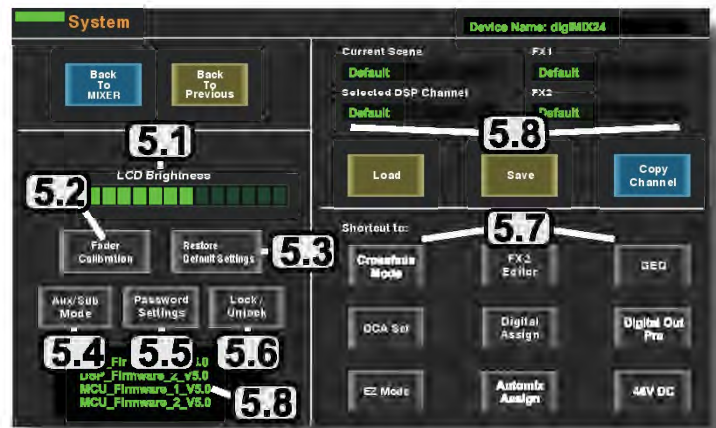 System
Device Name: digiMIX24
Back To MIXER
Back To Previous
Current Scene
FX1
Default
Default
Selected DSP Channel
FX2
Default
Default
5.1
5.8
LCD Brightness
5.2
Load
Save
Copy Channel
Fader Calibration
Restore Default Settings
5.3
Shortcut to:
5.7
Crossfade Mode
FX-2 Editor
GEQ
Aux/Sub Mode
Password Settings
Lock / Unlock
DCA Set
Digital Assign
Digital Out Pro
5.4
5.5
5.6
DSP_Firmware_2_V5.0
MCU_Firmware_1_V5.0
MCU_Firmware_2_V5.0
5.8
EZ Mode
Automix Assign
48V DC